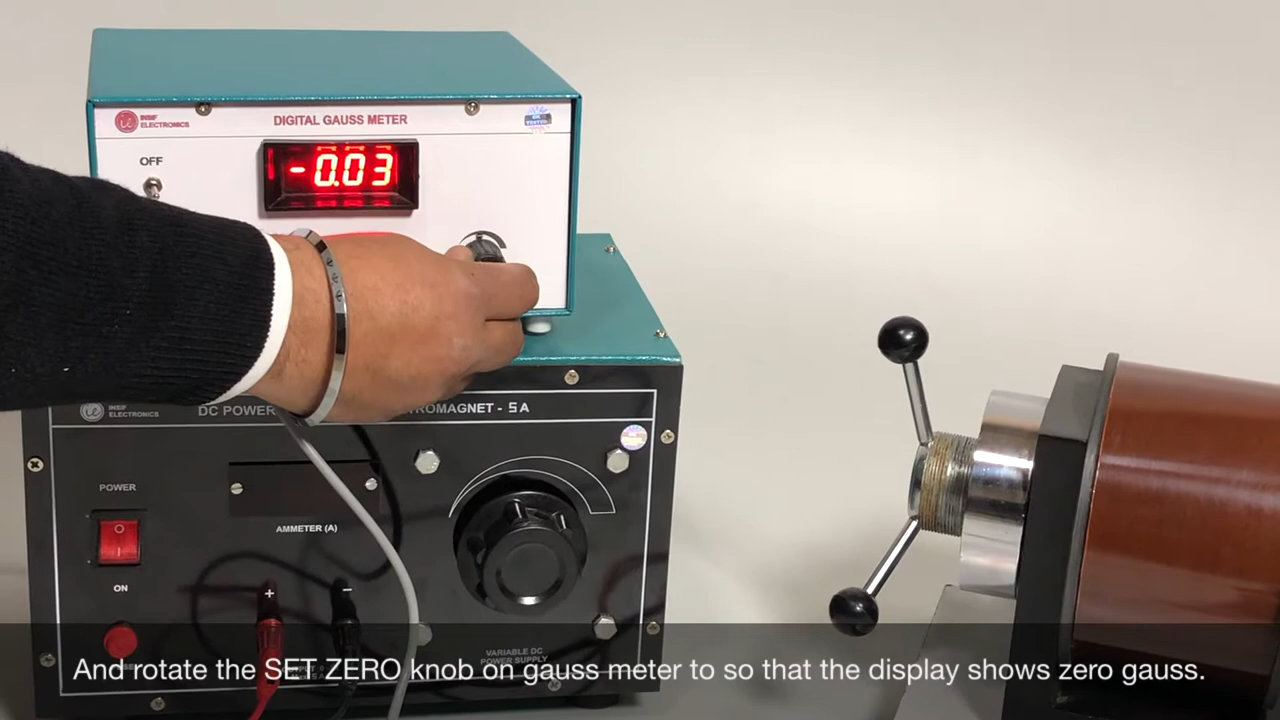 INSIF
ELECTRONICS
DIGITAL GAUSS METER
OFF
-0.03
INSIF
ELECTRONICS
DC POWER
TROMAGNET - 5A
POWER
AMMETER (A)
ON
+
-
VARIABLE DC
POWER SUPPLY
And rotate the SET ZERO knob on gauss meter to so that the display shows zero gauss.